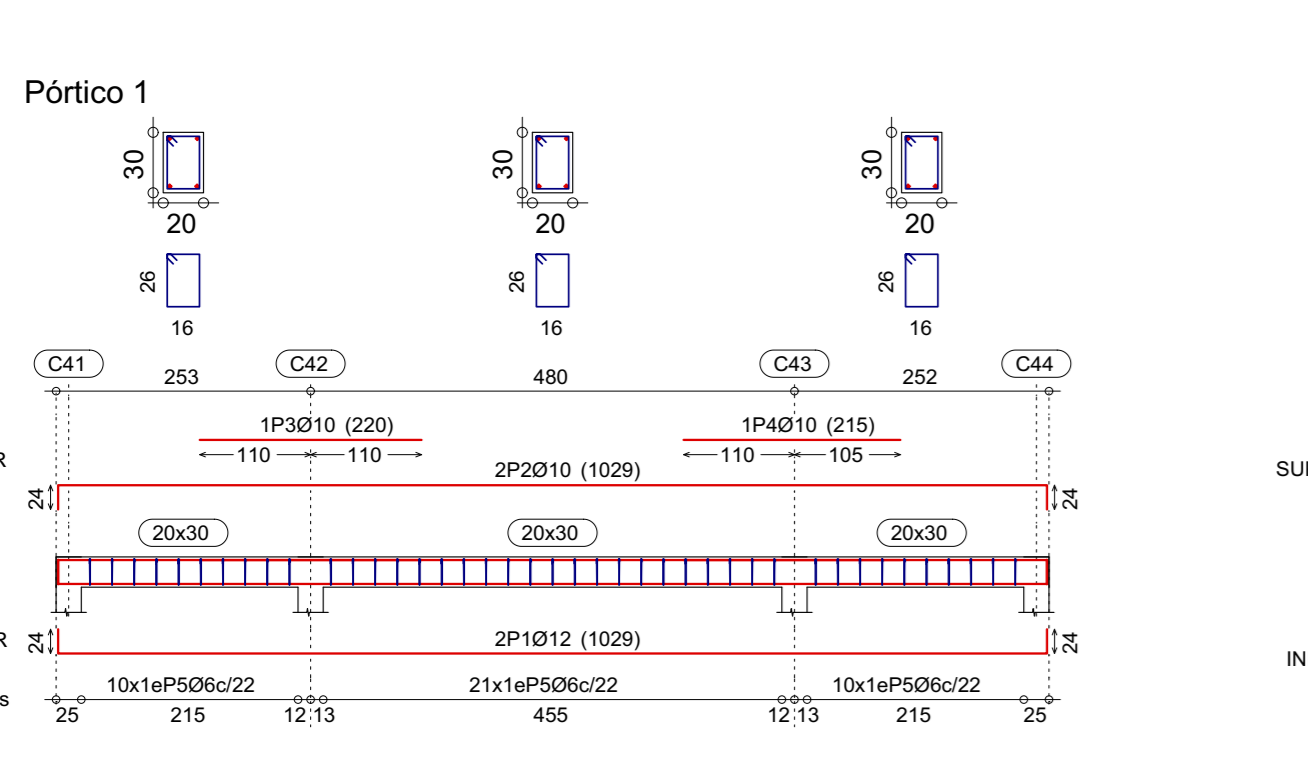 Pórtico 1
30 30 30
20 20 20
26 26 26
16 16 16
C41 C42 C43 C44
253 480 252
1P3Ø10 (220) 1P4Ø10 (215)
110 110 110 105
R SUI
2P2Ø10 (1029)
24 24
20x30 20x30 20x30
R 24 2P1Ø12 (1029) 24
IN
10x1eP5Ø6c/22 21x1eP5Ø6c/22 10x1eP5Ø6c/22
s
25 215 12 13 455 12 13 215 25